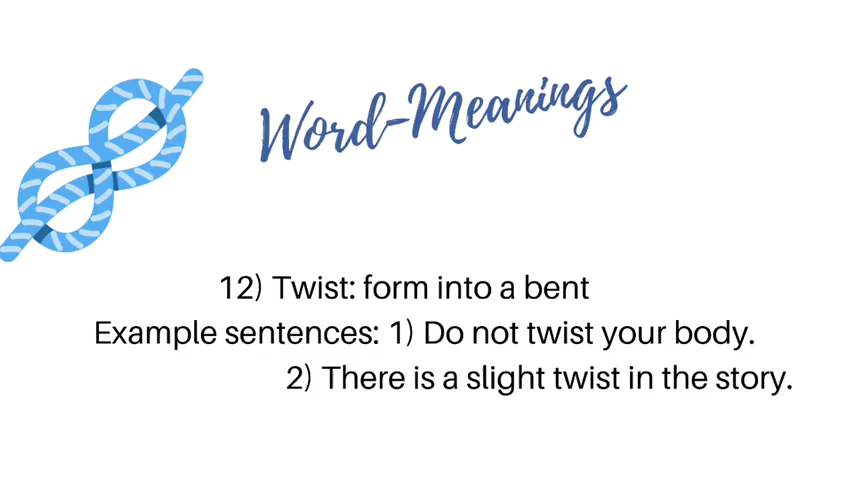 Word-Meanings
12) Twist: form into a bent
Example sentences: 1) Do not twist your body.
2) There is a slight twist in the story.